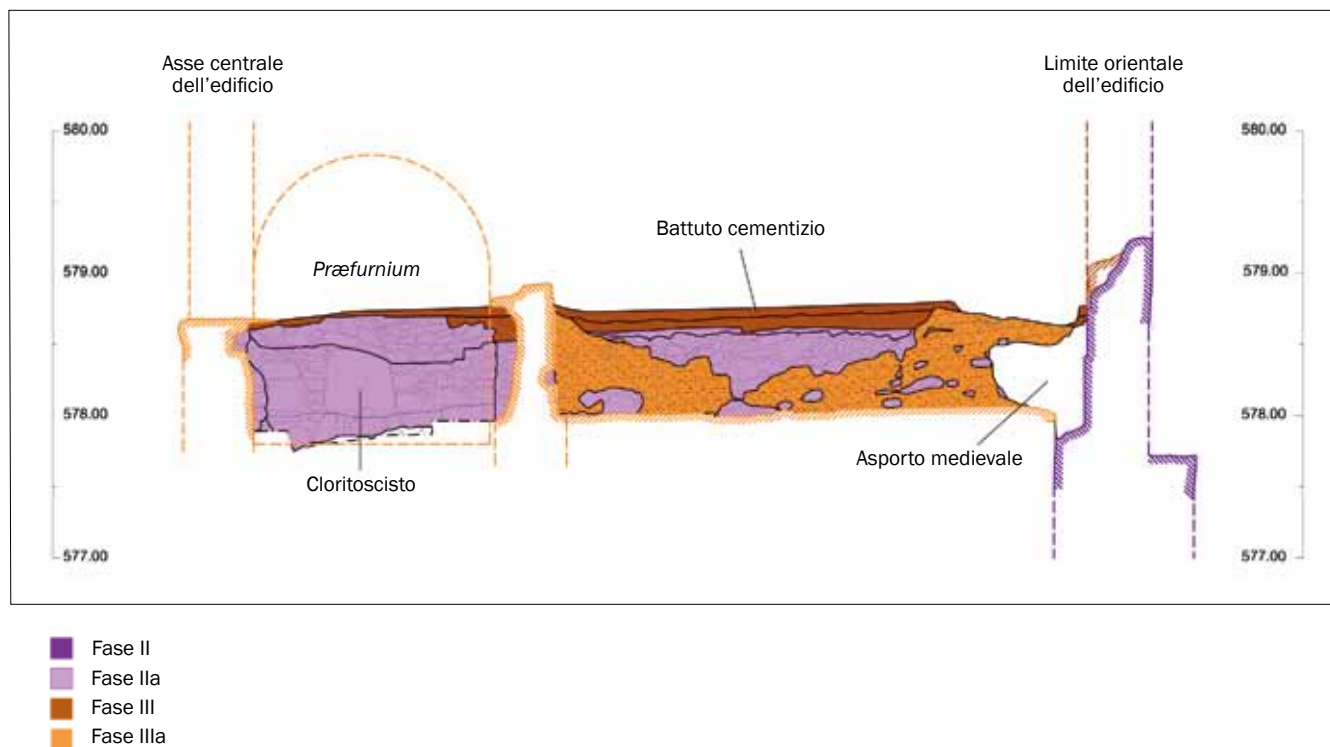 Asse centrale
dell'edificio
Limite orientale
dell'edificio
580.00
580.00
Battuto cementizio
Præfurnium
579.00
579.00
578.00
578.00
Asporto medievale
Cloritoscisto
577.00
577.00
Fase II
Fase IIa
Fase III
Fase IIIa